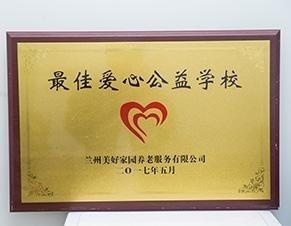 最佳爱心公益学校
兰州美好家园养老服务有限公司
二〇一七年五月